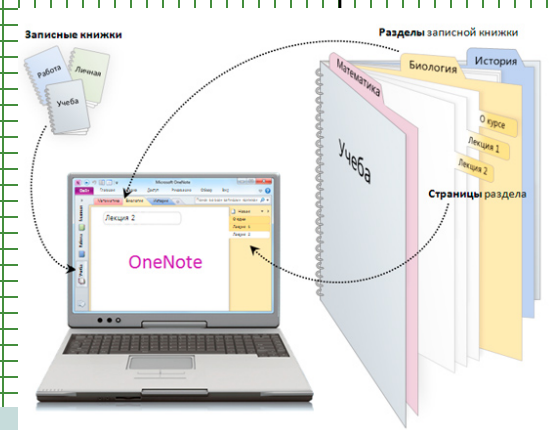 Записные книжки
Разделы записной книжки
Работа
Личная
Учеба
Математика
Биология
История
О курсе
Лекция 1
Лекция 2
Учеба
Страницы раздела
Microsoft OneNote
Лекция 2
OneNote